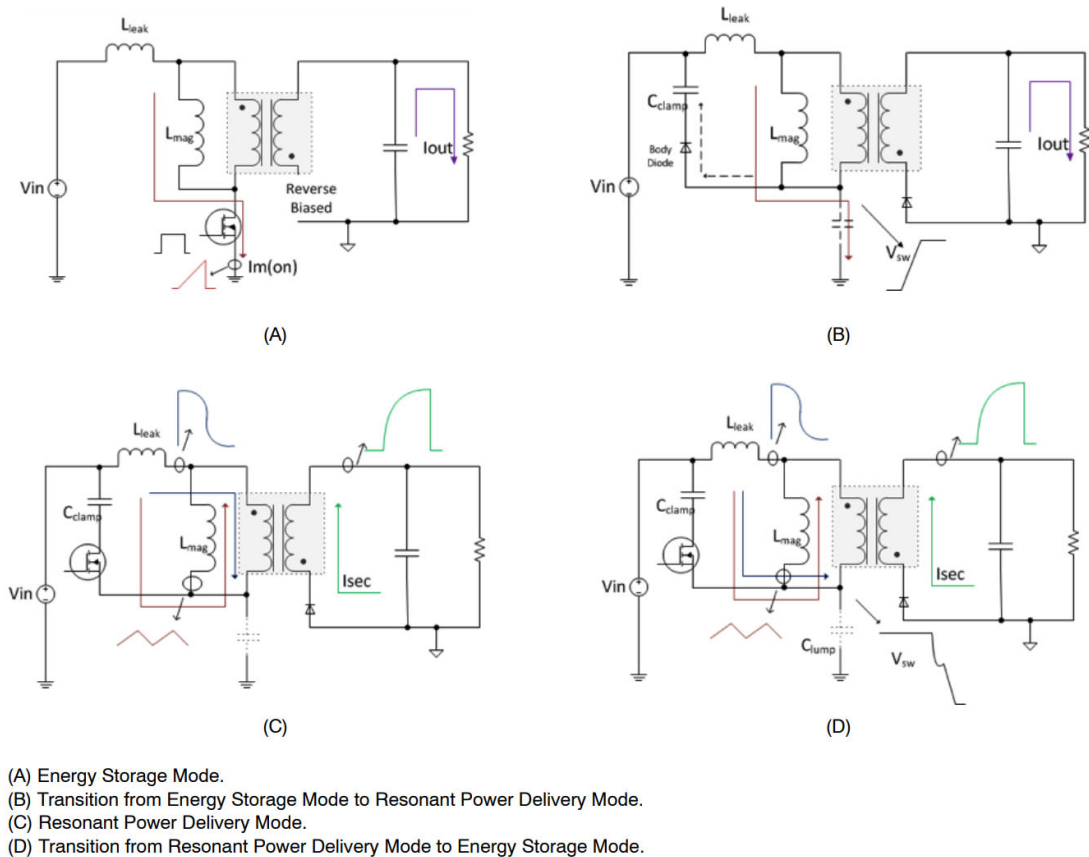 Lleak
Lmag
Vin
Iout
Reverse
Biased
Im(on)
(A)
Lleak
Cclamp
Body
Diode
Lmag
Vin
Iout
Vsw
(B)
Lleak
Cclamp
Lmag
Vin
Isec
(C)
Lleak
Cclamp
Lmag
Vin
Isec
Clump
Vsw
(D)
(A) Energy Storage Mode.
(B) Transition from Energy Storage Mode to Resonant Power Delivery Mode.
(C) Resonant Power Delivery Mode.
(D) Transition from Resonant Power Delivery Mode to Energy Storage Mode.